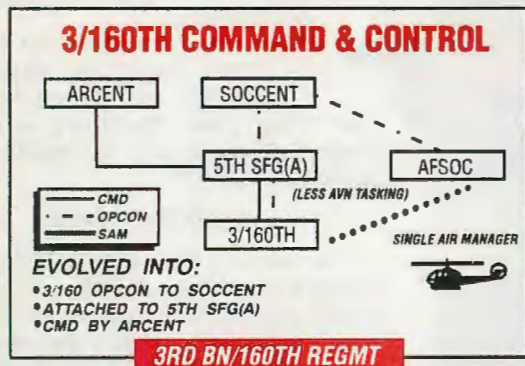 3/160TH COMMAND & CONTROL
ARCENT
SOCCENT
5TH SFG(A)
AFSOC
(LESS AVN TASKING)
CMD
OPCON
SAM
3/160TH
SINGLE AIR MANAGER
EVOLVED INTO:
•3/160 OPCON TO SOCCENT
•ATTACHED TO 5TH SFG(A)
•CMD BY ARCENT
3RD BN/160TH REGMT